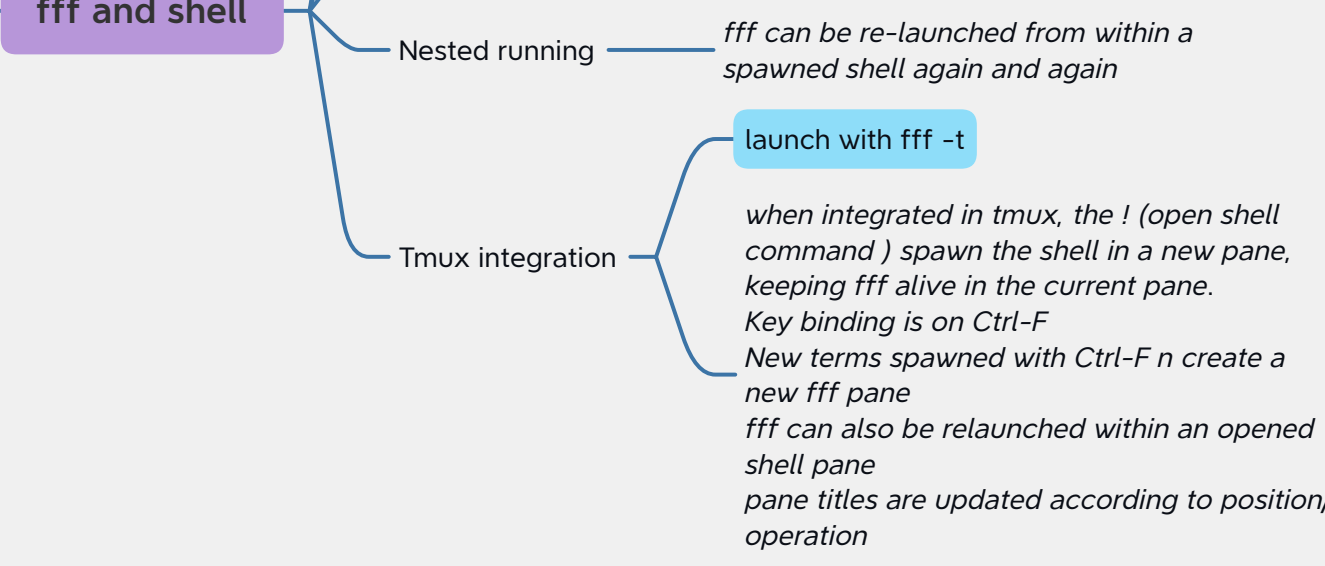 fff and shell
Nested running
fff can be re-launched from within a
spawned shell again and again
launch with fff -t
Tmux integration
when integrated in tmux, the ! (open shell
command ) spawn the shell in a new pane,
keeping fff alive in the current pane.
Key binding is on Ctrl-F
New terms spawned with Ctrl-F n create a
new fff pane
fff can also be relaunched within an opened
shell pane
pane titles are updated according to position/
operation